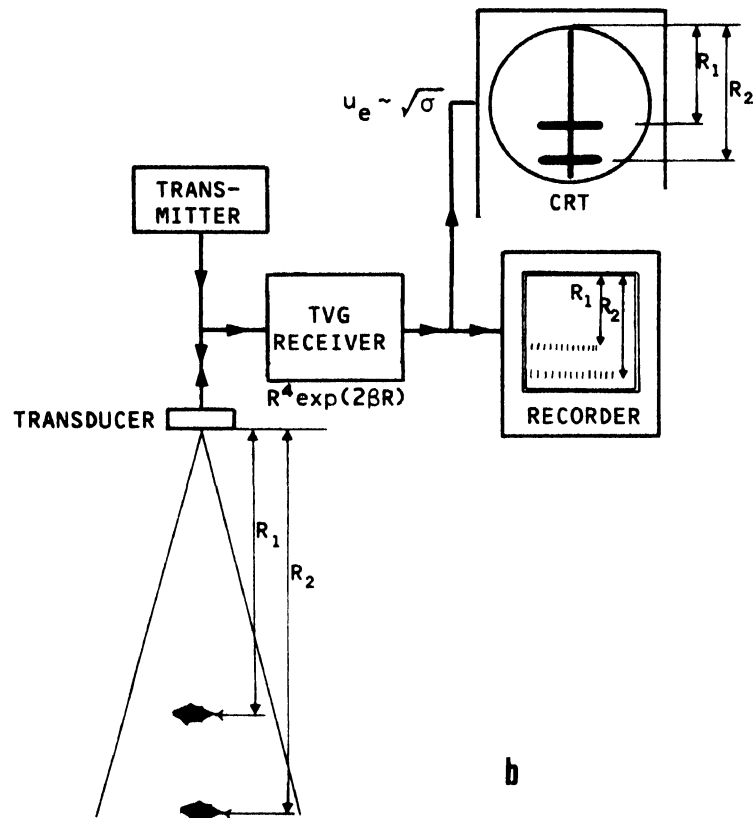 R₁
R₂
uₑ ~ √σ
CRT
TRANS-
MITTER
TVG
RECEIVER
R⁴exp(2βR)
R₁
R₂
RECORDER
TRANSDUCER
R₁
R₂
b